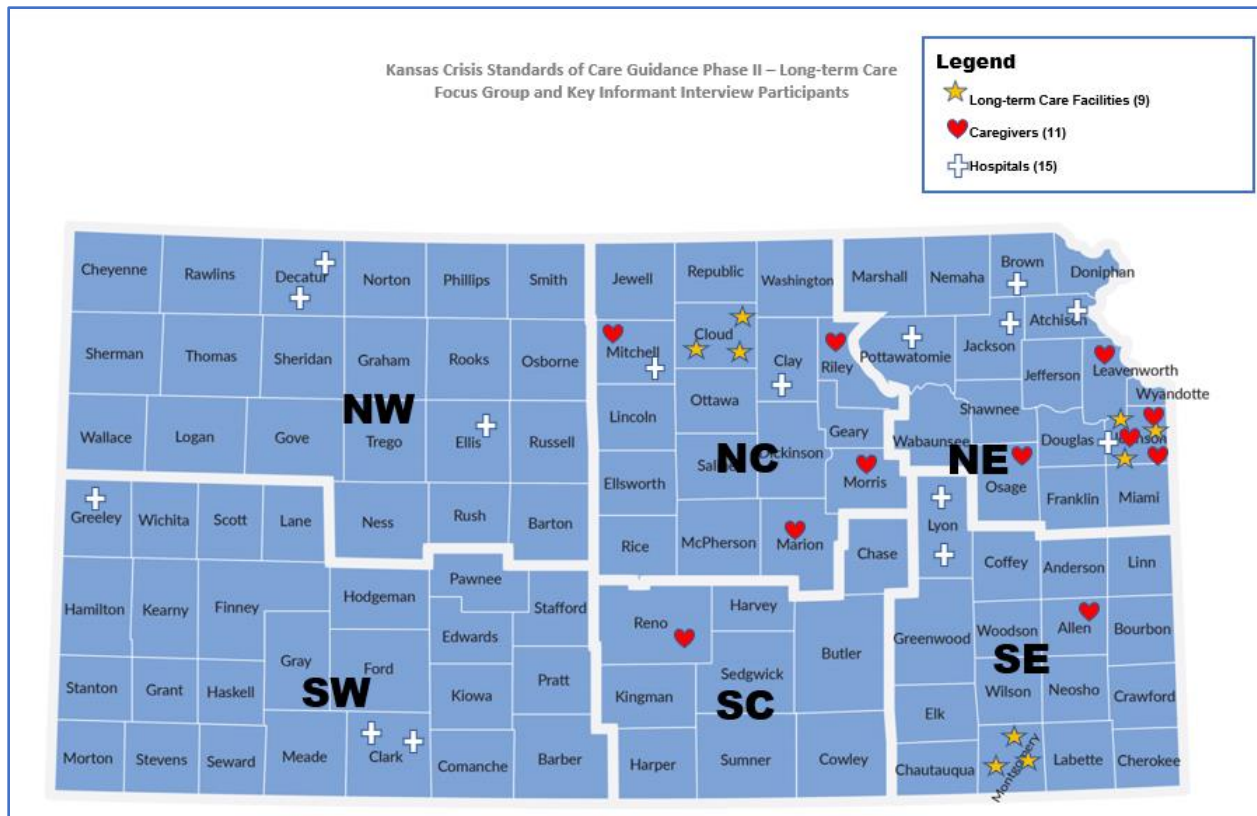 Kansas Crisis Standards of Care Guidance Phase II – Long-term Care
Focus Group and Key Informant Interview Participants
Legend
Long-term Care Facilities (9)
Caregivers (11)
Hospitals (15)
Cheyenne
Rawlins
Decatur
Norton
Phillips
Smith
Jewell
Republic
Washington
Marshall
Nemaha
Brown
Doniphan
Sherman
Thomas
Sheridan
Graham
Rooks
Osborne
Mitchell
Cloud
Clay
Riley
Pottawatomie
Jackson
Atchison
Jefferson
Leavenworth
Wyandotte
NW
Wallace
Logan
Gove
Trego
Ellis
Russell
Lincoln
Ottawa
NC
Geary
Dickinson
Wabaunsee
Shawnee
NE
Douglas
Greeley
Wichita
Scott
Lane
Ness
Rush
Barton
Ellsworth
Morris
Osage
Franklin
Miami
Rice
McPherson
Marion
Chase
Lyon
Coffey
Anderson
Linn
Hamilton
Kearny
Finney
Hodgeman
Pawnee
Stafford
Edwards
Reno
Harvey
Butler
Greenwood
Woodson
Allen
Bourbon
SE
Stanton
Grant
Haskell
Gray
SW
Ford
Kiowa
Pratt
Kingman
Sedgwick
SC
Elk
Wilson
Neosho
Crawford
Morton
Stevens
Seward
Meade
Clark
Comanche
Barber
Harper
Sumner
Cowley
Chautauqua
Montgomery
Labette
Cherokee